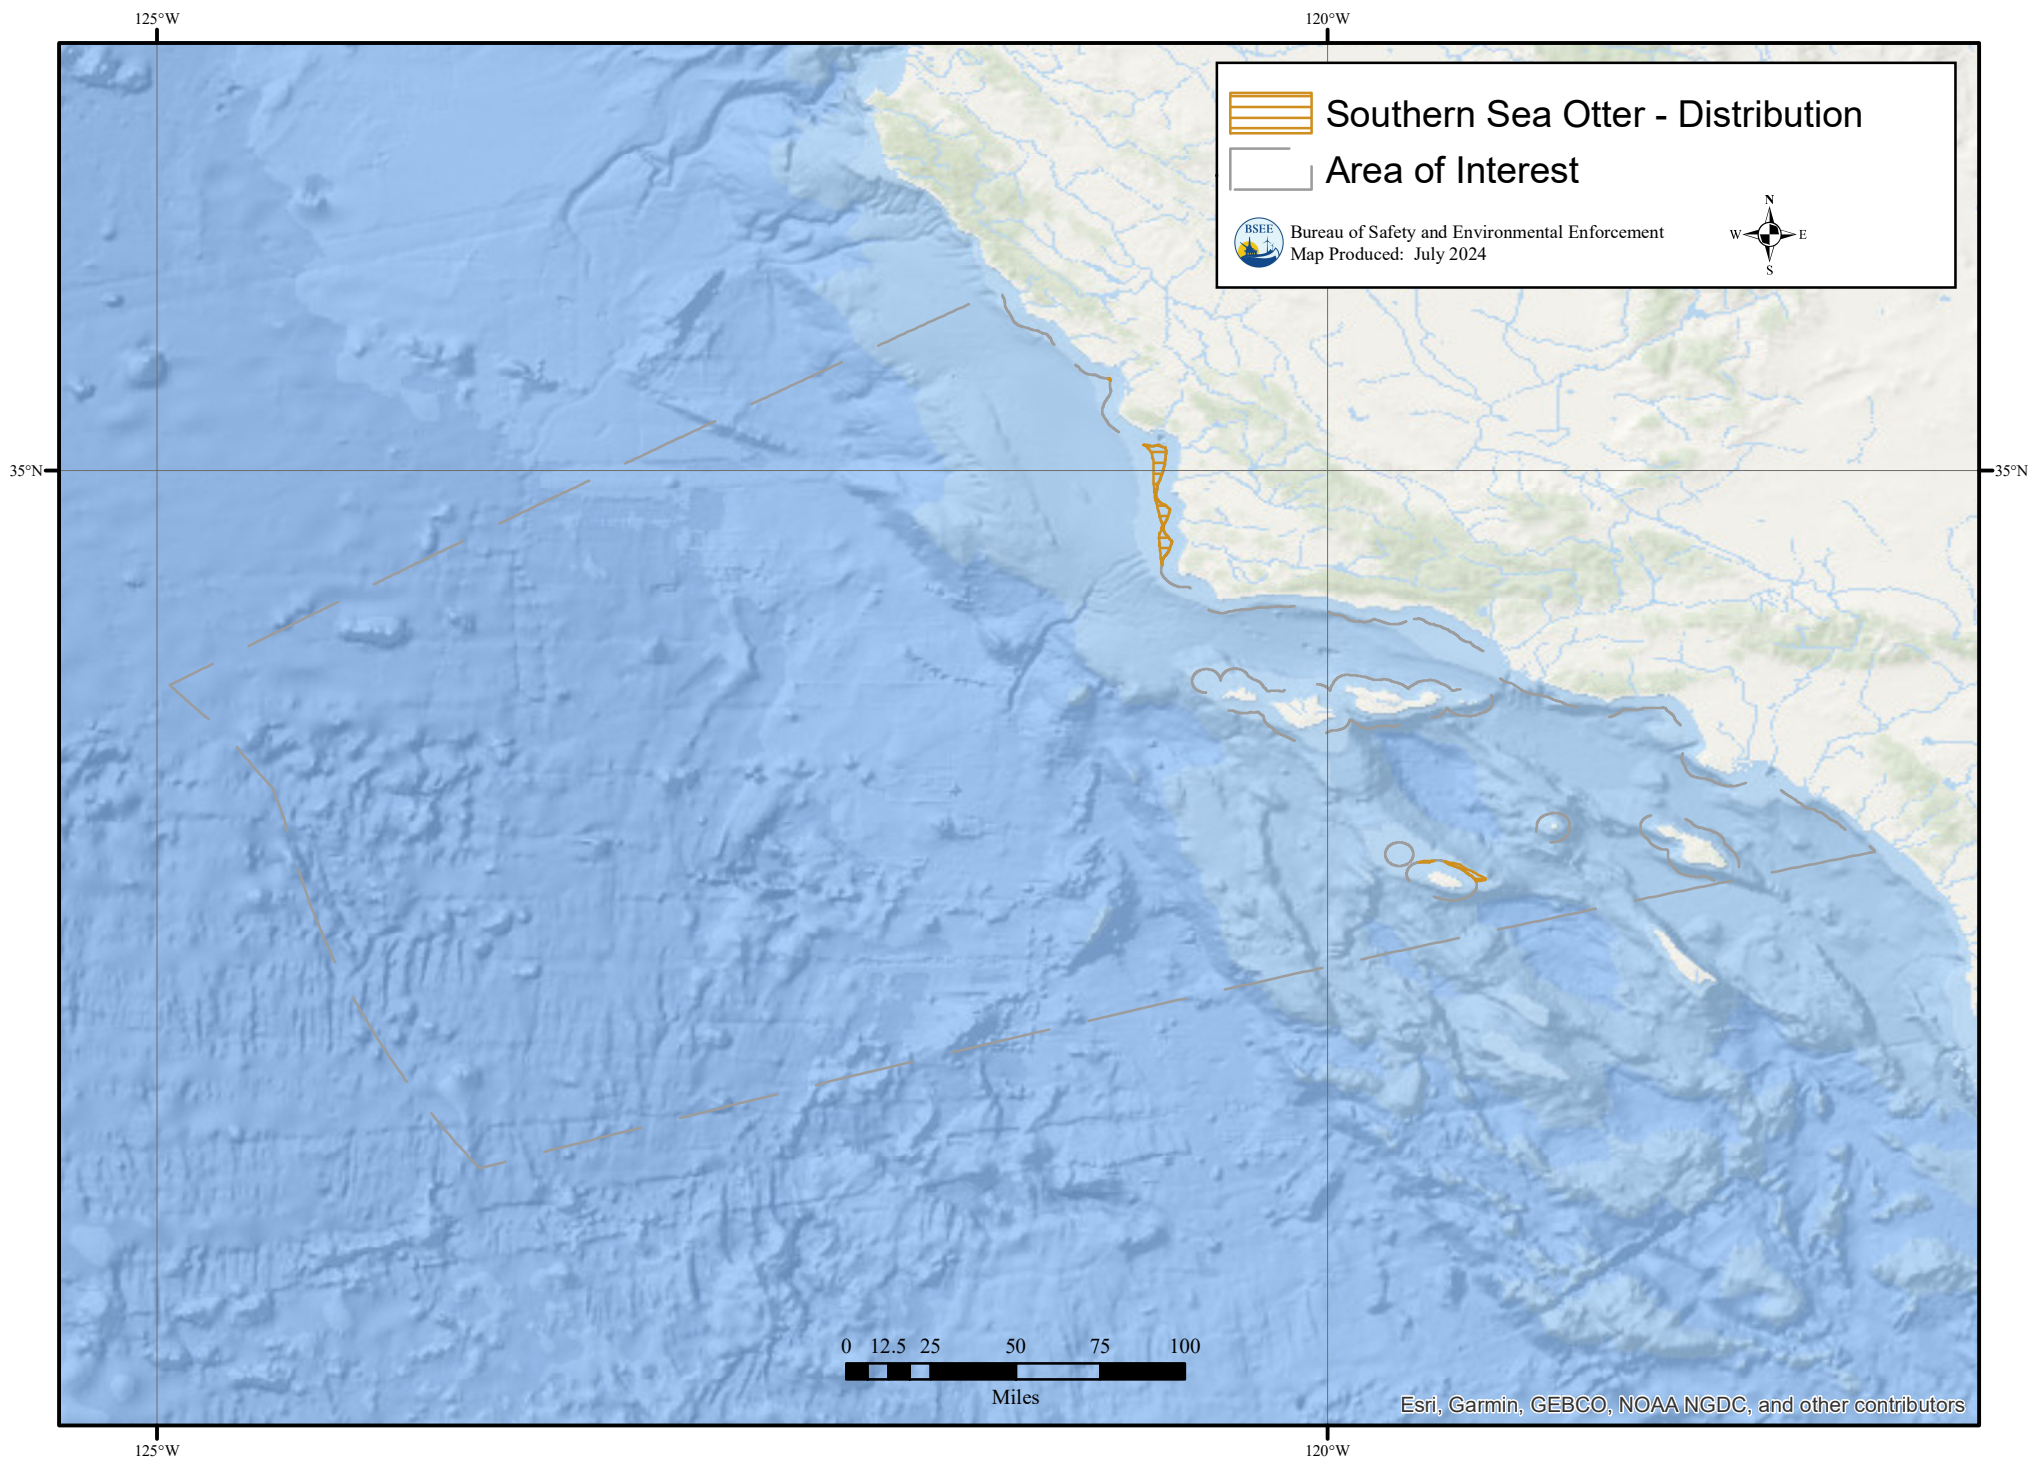 125°W
120°W
Southern Sea Otter - Distribution
Area of Interest
N
W
E
S
BSEE
Bureau of Safety and Environmental Enforcement
Map Produced: July 2024
35°N
35°N
0 12.5 25 50 75 100
Miles
Esri, Garmin, GEBCO, NOAA NGDC, and other contributors
125°W
120°W